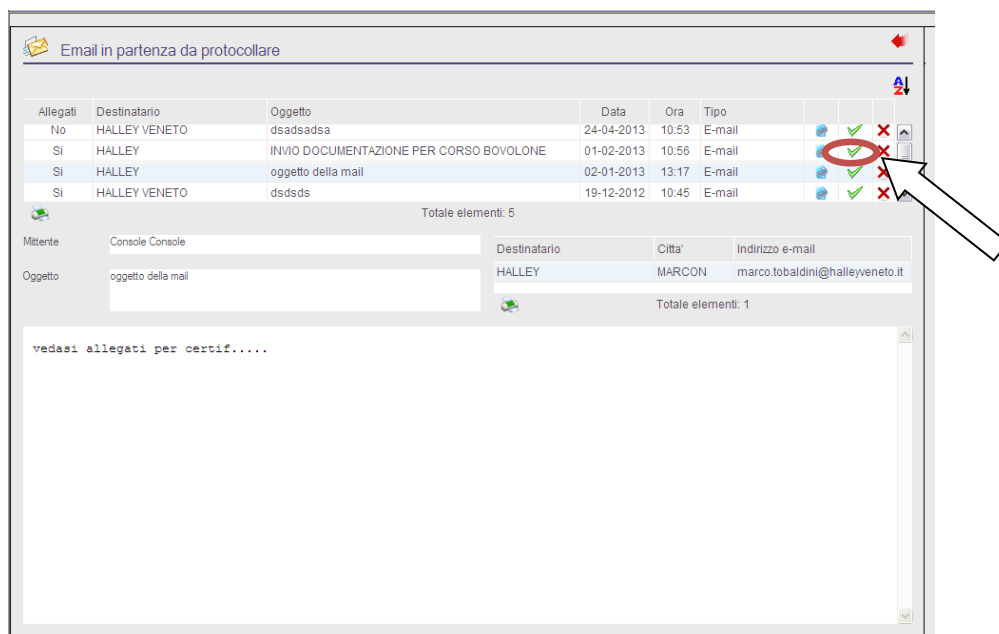 Email in partenza da protocollare
A
Z
Allegati Destinatario Oggetto Data Ora Tipo
No HALLEY VENETO dsadsadsa 24-04-2013 10:53 E-mail
Si HALLEY INVIO DOCUMENTAZIONE PER CORSO BOVOLONE 01-02-2013 10:56 E-mail
Si HALLEY oggetto della mail 02-01-2013 13:17 E-mail
Si HALLEY VENETO dsdsds 19-12-2012 10:45 E-mail
Totale elementi: 5
Mittente Console Console
Oggetto oggetto della mail
Destinatario Citta' Indirizzo e-mail
HALLEY MARCON marco.tobaldini@halleyveneto.it
Totale elementi: 1
vedasi allegati per certif.....